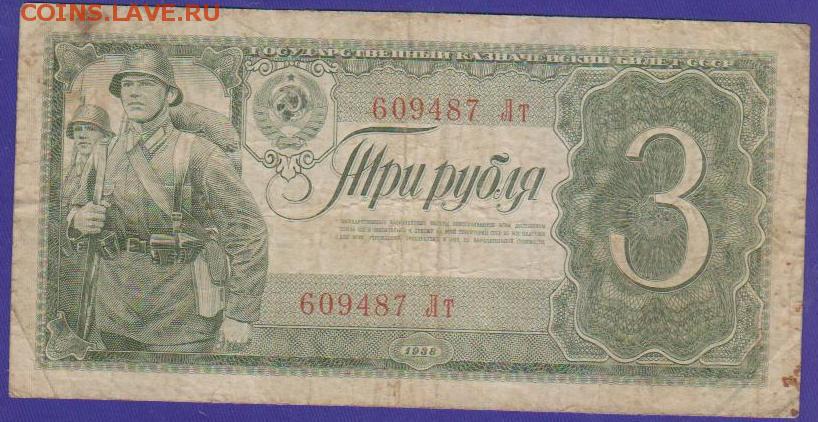 COINS.LAVE.RU
ГОСУДАРСТВЕННЫЙ КАЗНАЧЕЙСКИЙ БИЛЕТ СССР
609487 Лт
Три рубля
3
609487 Лт
1938